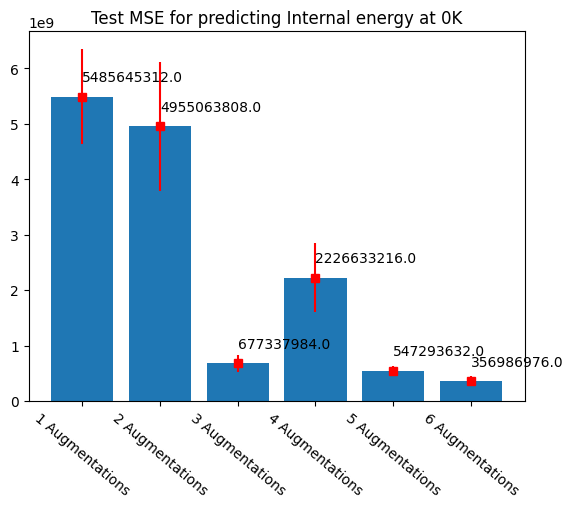 Test MSE for predicting Internal energy at 0K
1e9
6
5
4
3
2
1
0
5485645312.0
4955063808.0
677337984.0
2226633216.0
547293632.0
356986976.0
1 Augmentations
2 Augmentations
3 Augmentations
4 Augmentations
5 Augmentations
6 Augmentations